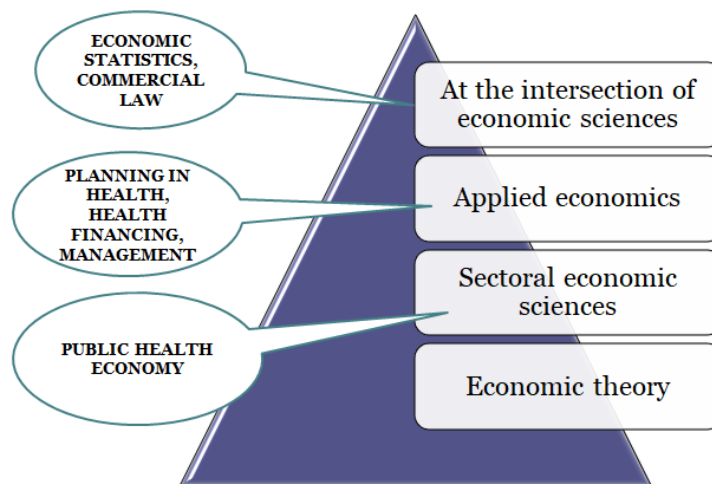 ECONOMIC
STATISTICS,
COMMERCIAL
LAW
At the intersection of
economic sciences
PLANNING IN
HEALTH,
HEALTH
FINANCING,
MANAGEMENT
Applied economics
Sectoral economic
sciences
PUBLIC HEALTH
ECONOMY
Economic theory